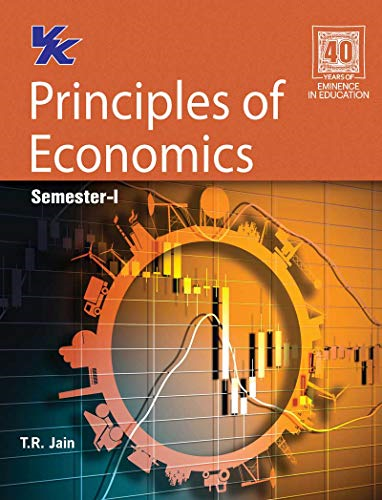 VK
40
YEARS OF
EMINENCE
IN EDUCATION
Principles of
Economics
Semester-I
T.R. Jain